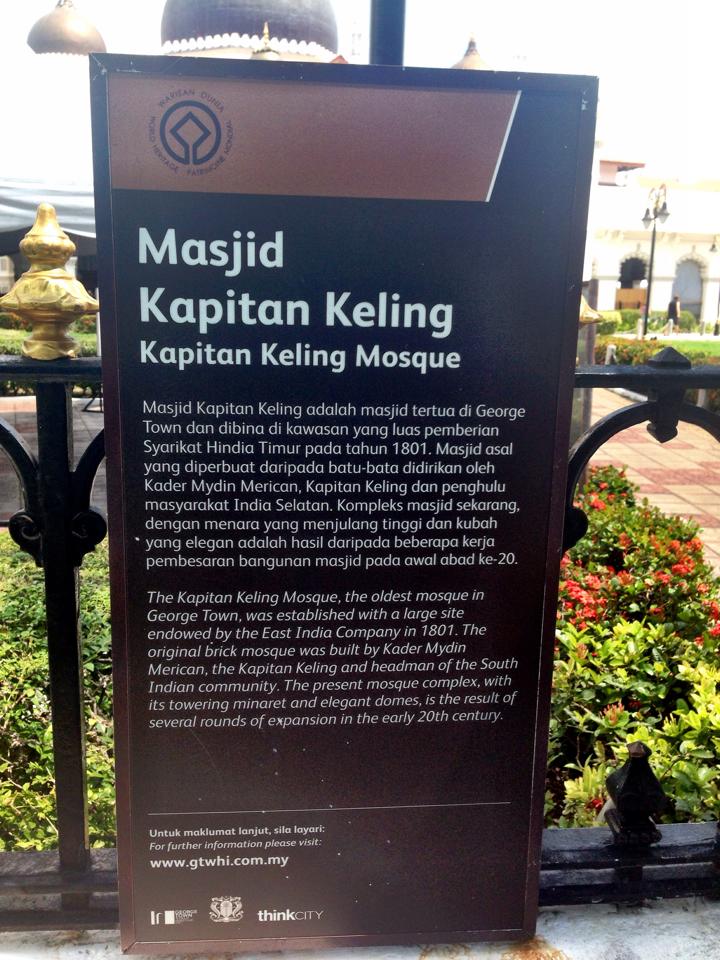 WARISAN DUNIA
WORLD HERITAGE
PATRIMOINE MONDIAL
Masjid
Kapitan Keling
Kapitan Keling Mosque
Masjid Kapitan Keling adalah masjid tertua di George
Town dan dibina di kawasan yang luas pemberian
Syarikat Hindia Timur pada tahun 1801. Masjid asal
yang diperbuat daripada batu-bata didirikan oleh
Kader Mydin Merican, Kapitan Keling dan penghulu
masyarakat India Selatan. Kompleks masjid sekarang,
dengan menara yang menjulang tinggi dan kubah
yang elegan adalah hasil daripada beberapa kerja
pembesaran bangunan masjid pada awal abad ke-20.
The Kapitan Keling Mosque, the oldest mosque in
George Town, was established with a large site
endowed by the East India Company in 1801. The
original brick mosque was built by Kader Mydin
Merican, the Kapitan Keling and headman of the South
Indian community. The present mosque complex, with
its towering minaret and elegant domes, is the result of
several rounds of expansion in the early 20th century.
Untuk maklumat lanjut, sila layari:
For further information please visit:
www.gtwhi.com.my
GEORGE
TOWN
thinkCITY